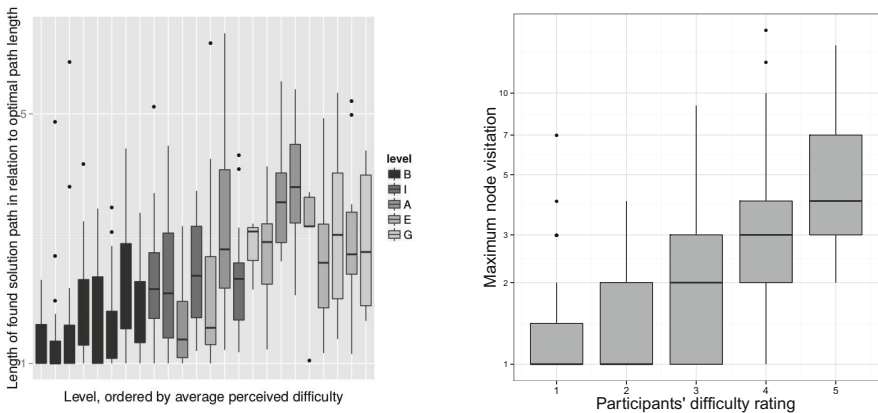 Length of found solution path in relation to optimal path length
5
1
Level, ordered by average perceived difficulty
level
B
I
A
E
G
Maximum node visitation
10
7
5
3
2
1
1 2 3 4 5
Participants' difficulty rating